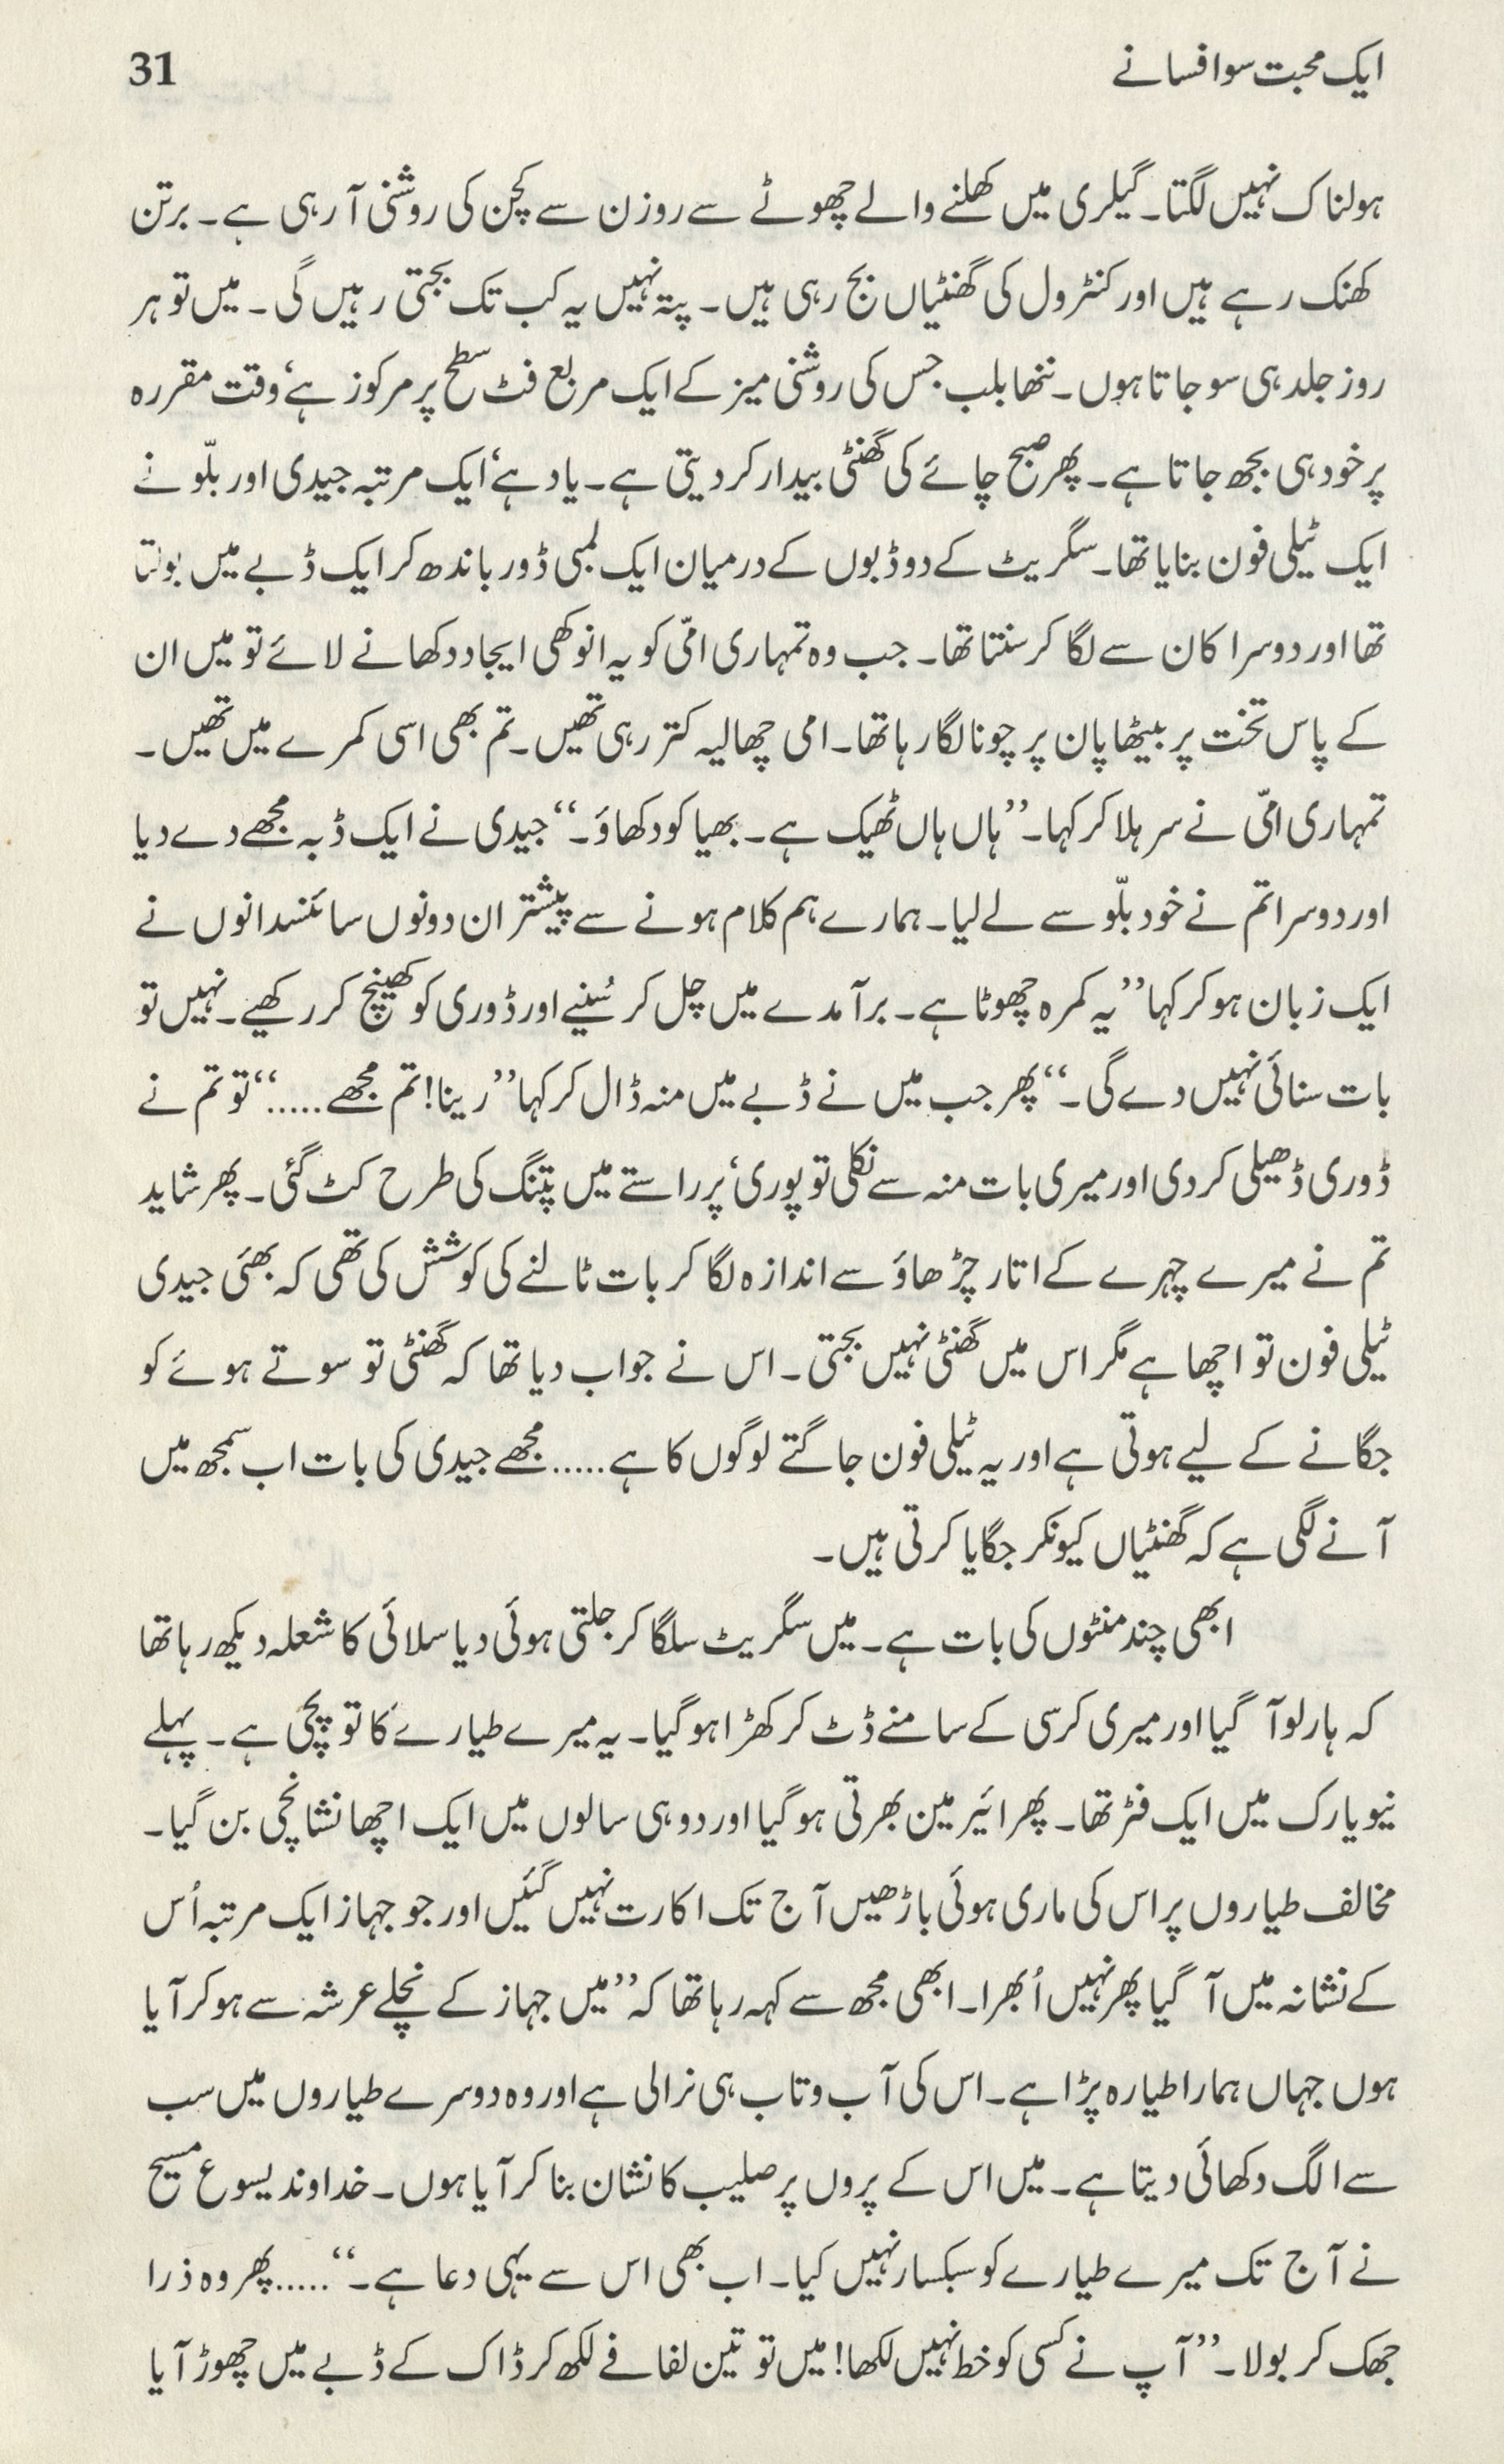 ایک محبت سو افسانے
31
ہولناک نہیں لگتا۔ گیلری میں کھلنے والے چھوٹے سے روزن سے کچن کی روشنی آ رہی ہے۔ برتن
کھنک رہے ہیں اور کنٹرول کی گھنٹیاں بج رہی ہیں۔ پتہ نہیں یہ کب تک بجتی رہیں گی۔ میں تو ہر
روز جلد ہی سو جاتا ہوں۔ ننھا بلب جس کی روشنی میز کے ایک مربع فٹ سطح پر مرکوز ہے، وقت مقررہ
پر خود ہی بجھ جاتا ہے۔ پھر صبح چائے کی گھنٹی بیدار کر دیتی ہے۔ یاد ہے، ایک مرتبہ جیدی اور بلّو نے
ایک ٹیلی فون بنایا تھا۔ سگریٹ کے دو ڈبوں کے درمیان ایک لمبی ڈور باندھ کر ایک ڈبے میں بولتا
تھا اور دوسرا کان سے لگا کر سنتا تھا۔ جب وہ تمہاری امّی کو یہ انوکھی ایجاد دکھانے لائے تو میں ان
کے پاس تخت پر بیٹھا پان پر چونا لگا رہا تھا۔ امی چھالیہ کتر رہی تھیں۔ تم بھی اسی کمرے میں تھیں۔
تمہاری امّی نے سر ہلا کر کہا۔ ”ہاں ہاں ٹھیک ہے۔ بھیا کو دکھاؤ۔“ جیدی نے ایک ڈبہ مجھے دے دیا
اور دوسرا تم نے خود بلّو سے لے لیا۔ ہمارے ہم کلام ہونے سے پیشتر ان دونوں سائنسدانوں نے
ایک زبان ہو کر کہا ”یہ کمرہ چھوٹا ہے۔ برآمدے میں چل کر سُنیے اور ڈوری کو کھینچ کر رکھیے۔ نہیں تو
بات سنائی نہیں دے گی۔“ پھر جب میں نے ڈبے میں منہ ڈال کر کہا ”رینا! تم مجھے.....“ تو تم نے
ڈوری ڈھیلی کر دی اور میری بات منہ سے نکلی تو پوری، پر راستے میں پتنگ کی طرح کٹ گئی۔ پھر شاید
تم نے میرے چہرے کے اتار چڑھاؤ سے اندازہ لگا کر بات ٹالنے کی کوشش کی تھی کہ بھئی جیدی
ٹیلی فون تو اچھا ہے مگر اس میں گھنٹی نہیں بجتی۔ اس نے جواب دیا تھا کہ گھنٹی تو سوتے ہوئے کو
جگانے کے لیے ہوتی ہے اور یہ ٹیلی فون جاگتے لوگوں کا ہے..... مجھے جیدی کی بات اب سمجھ میں
آنے لگی ہے کہ گھنٹیاں کیونکر جگایا کرتی ہیں۔
ابھی چند منٹوں کی بات ہے۔ میں سگریٹ سلگا کر جلتی ہوئی دیا سلائی کا شعلہ دیکھ رہا تھا
کہ ہارلو آ گیا اور میری کرسی کے سامنے ڈٹ کر کھڑا ہو گیا۔ یہ میرے طیارے کا توپچی ہے۔ پہلے
نیویارک میں ایک فٹر تھا۔ پھر ائیر مین بھرتی ہو گیا اور دو ہی سالوں میں ایک اچھا نشانچی بن گیا۔
مخالف طیاروں پر اس کی ماری ہوئی باڑھیں آج تک اکارت نہیں گئیں اور جو جہاز ایک مرتبہ اُس
کے نشانہ میں آ گیا پھر نہیں اُبھرا۔ ابھی مجھ سے کہہ رہا تھا کہ ”میں جہاز کے نچلے عرشہ سے ہو کر آیا
ہوں جہاں ہمارا طیارہ پڑا ہے۔ اس کی آب و تاب ہی نرالی ہے اور وہ دوسرے طیاروں میں سب
سے الگ دکھائی دیتا ہے۔ میں اس کے پروں پر صلیب کا نشان بنا کر آیا ہوں۔ خداوند یسوع مسیح
نے آج تک میرے طیارے کو سبکسار نہیں کیا۔ اب بھی اس سے یہی دعا ہے۔“..... پھر وہ ذرا
جھک کر بولا۔ ”آپ نے کسی کو خط نہیں لکھا! میں تو تین لفافے لکھ کر ڈاک کے ڈبے میں چھوڑ آیا